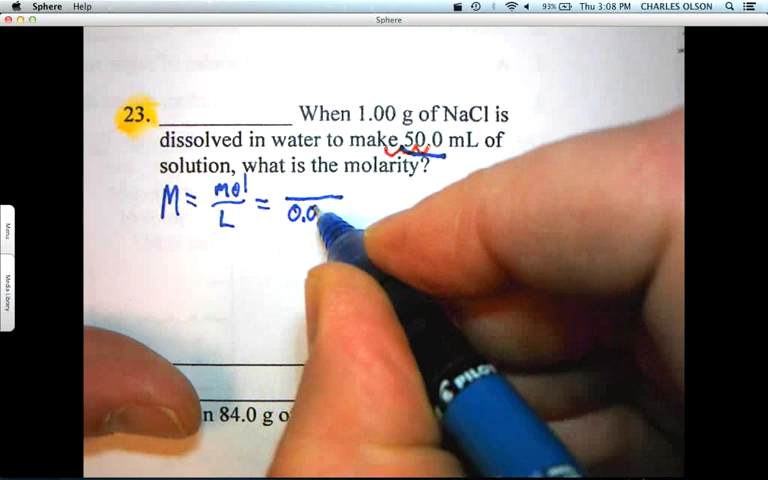 Sphere Help 93% Thu 3:08 PM CHARLES OLSON
Sphere
23. __________ When 1.00 g of NaCl is
dissolved in water to make 50.0 mL of
solution, what is the molarity?
M = mol
L = 0.0
n 84.0 g o
PILOT
Menu
Media Library